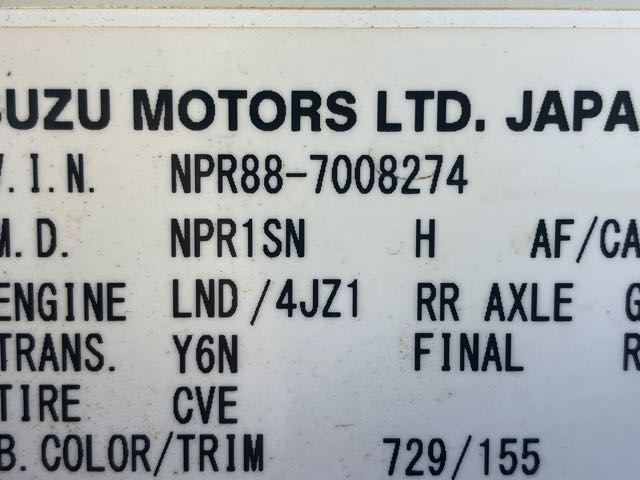 SUZU MOTORS LTD. JAPA
V.I.N. NPR88-7008274
M.D. NPR1SN H AF/CA
ENGINE LND/4JZ1 RR AXLE G
TRANS. Y6N FINAL R
TIRE CVE
B.COLOR/TRIM 729/155